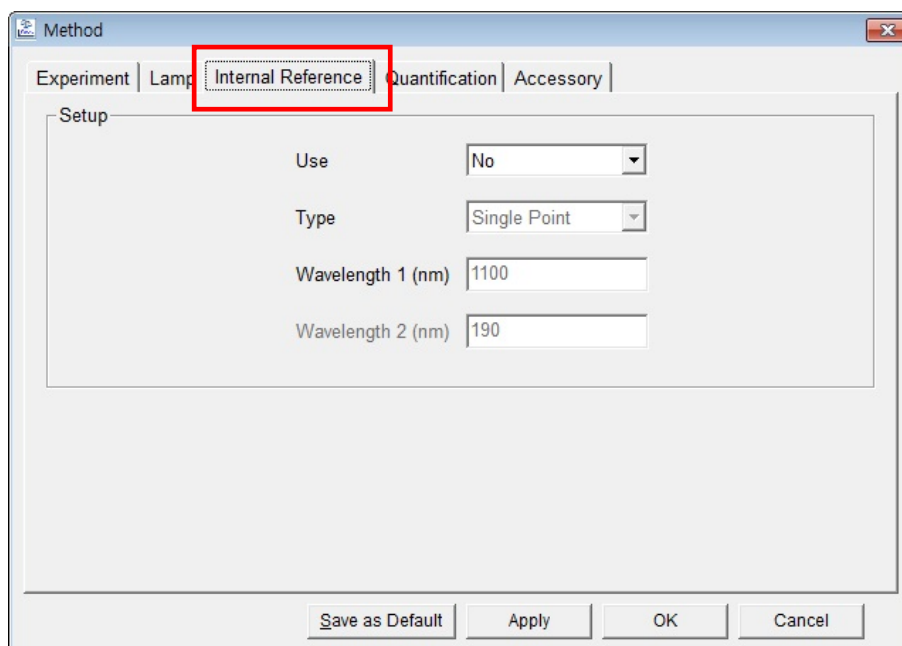 Method
Experiment Lamp Internal Reference Quantification Accessory
Setup
Use No
Type Single Point
Wavelength 1 (nm) 1100
Wavelength 2 (nm) 190
Save as Default Apply OK Cancel